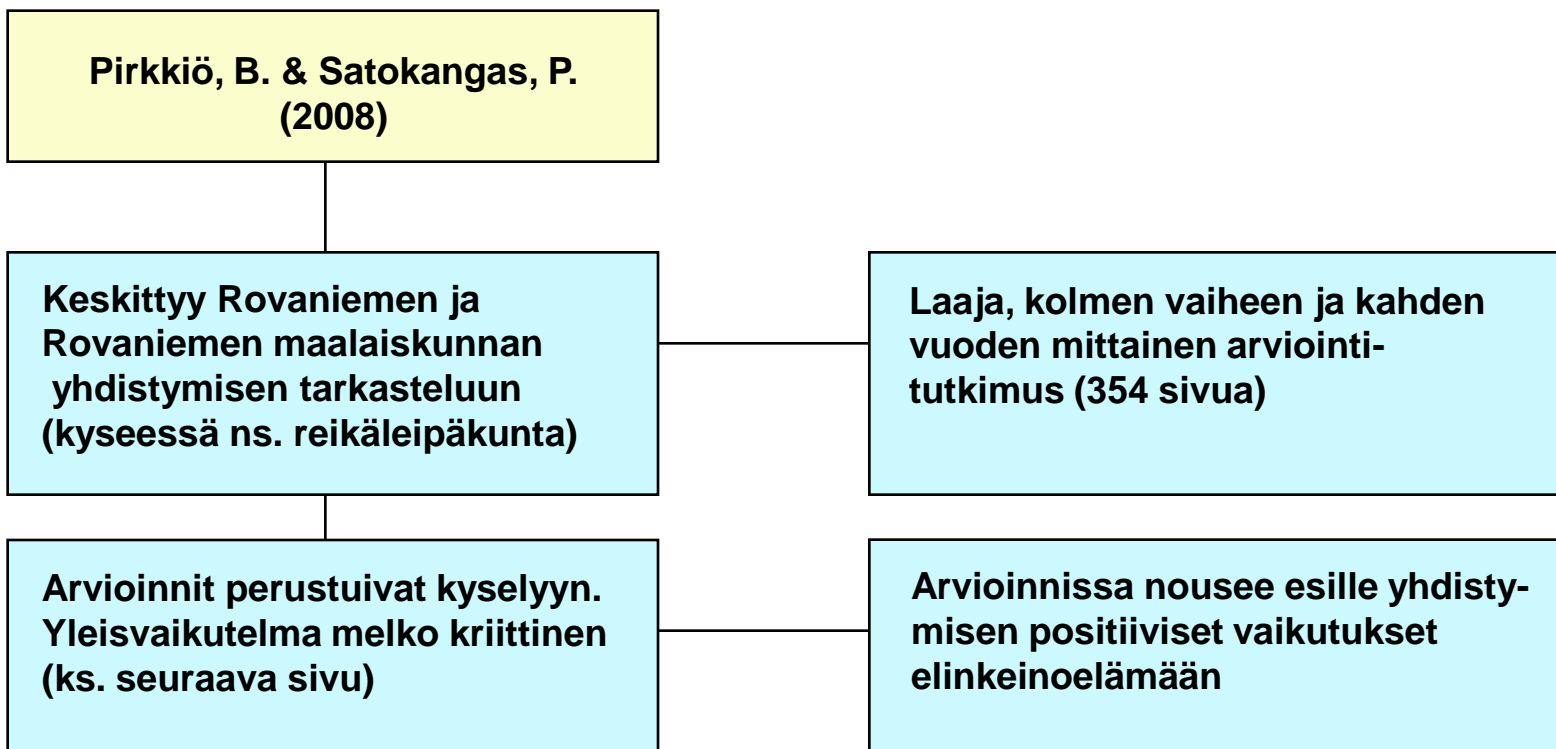 Pirkkiö, B. & Satokangas, P.
(2008)
Keskittyy Rovaniemen ja
Rovaniemen maalaiskunnan
yhdistymisen tarkasteluun
(kyseessä ns. reikäleipäkunta)
Laaja, kolmen vaiheen ja kahden
vuoden mittainen arviointi-
tutkimus (354 sivua)
Arvioinnit perustuivat kyselyyn.
Yleisvaikutelma melko kriittinen
(ks. seuraava sivu)
Arvioinnissa nousee esille yhdisty-
misen positiiviset vaikutukset
elinkeinoelämään